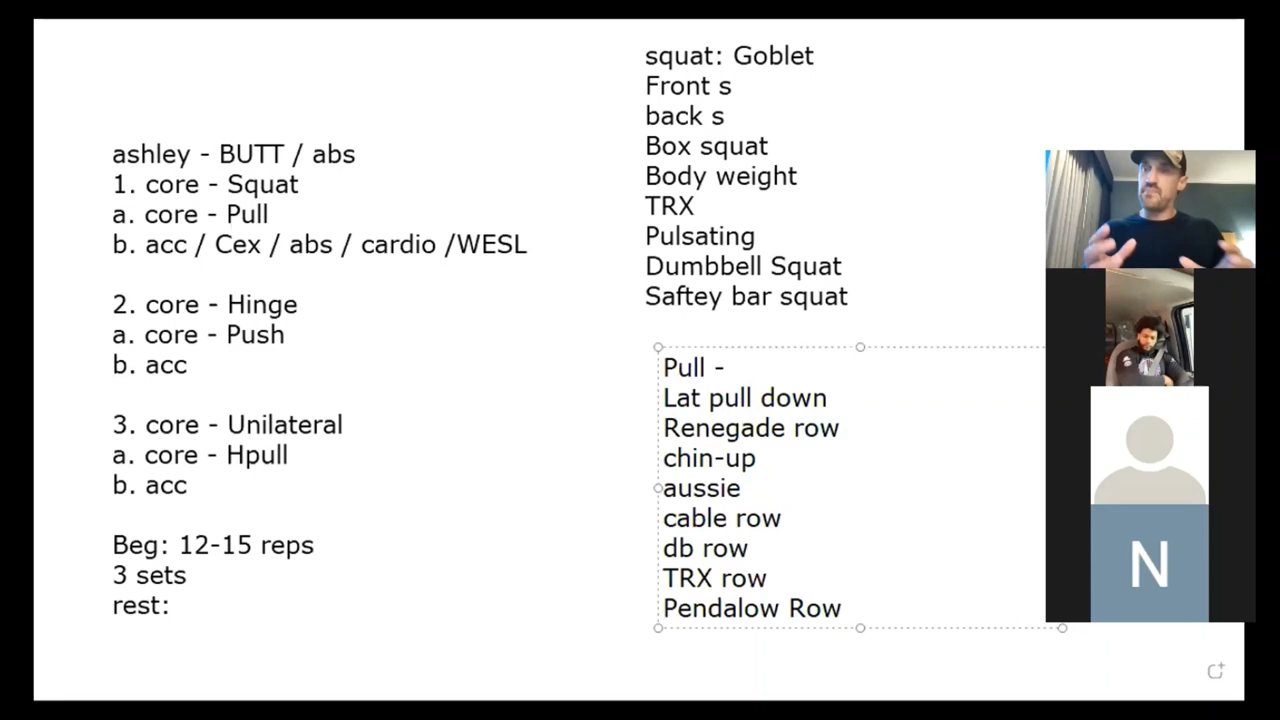 ashley - BUTT / abs
1. core - Squat
a. core - Pull
b. acc / Cex / abs / cardio /WESL
2. core - Hinge
a. core - Push
b. acc
3. core - Unilateral
a. core - Hpull
b. acc
Beg: 12-15 reps
3 sets
rest:
squat: Goblet
Front s
back s
Box squat
Body weight
TRX
Pulsating
Dumbbell Squat
Saftey bar squat
Pull -
Lat pull down
Renegade row
chin-up
aussie
cable row
db row
TRX row
Pendalow Row
N